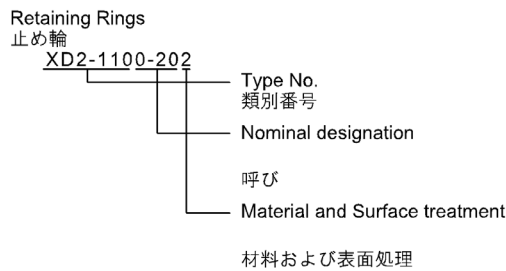 Retaining Rings
止め輪
XD2-1100-202
Type No.
類別番号
Nominal designation
呼び
Material and Surface treatment
材料および表面処理